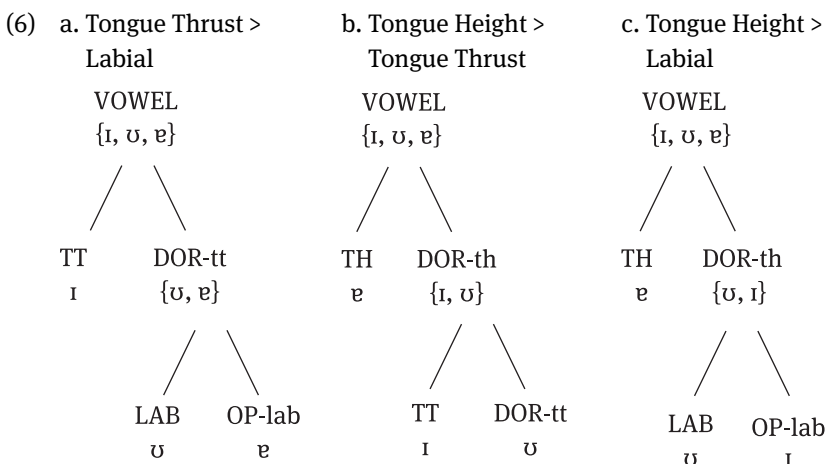 (6) a. Tongue Thrust > b. Tongue Height > c. Tongue Height >
Labial Tongue Thrust Labial
VOWEL VOWEL VOWEL
{ɪ, ʊ, ɐ} {ɪ, ʊ, ɐ} {ɪ, ʊ, ɐ}
TT DOR-tt TH DOR-th TH DOR-th
ɪ {ʊ, ɐ} ɐ {ɪ, ʊ} ɐ {ʊ, ɪ}
LAB OP-lab TT DOR-tt LAB OP-lab
ʊ ɐ ɪ ʊ ʊ ɪ